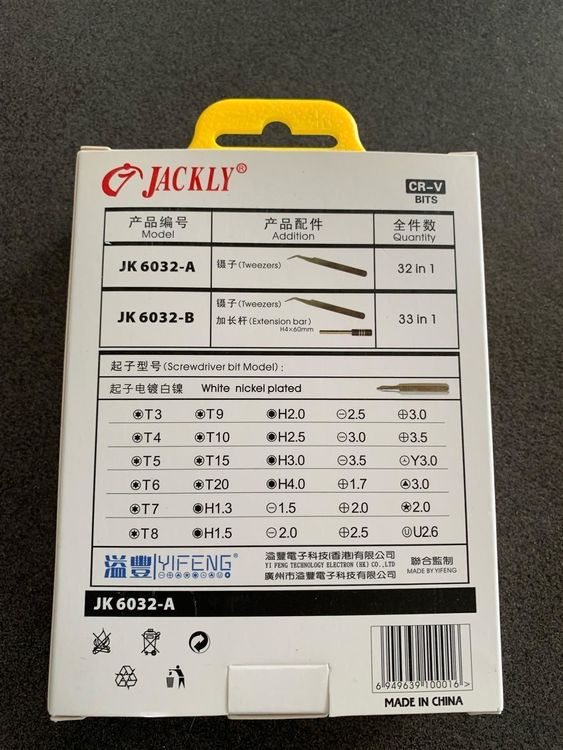 JACKLY®
CR-V
BITS
产品编号 产品配件 全件数
Model Addition Quantity
JK 6032-A 镊子(Tweezers) 32 in 1
JK 6032-B 镊子(Tweezers) 33 in 1
加长杆(Extension bar)
H4×60mm
起子型号(Screwdriver bit Model):
起子电镀白镍 White nickel plated
T3 T9 H2.0 ⊖2.5 ⊕3.0
T4 T10 H2.5 ⊖3.0 ⊕3.5
T5 T15 H3.0 ⊖3.5 Y3.0
T6 T20 H4.0 ⊕1.7 3.0
T7 H1.3 ⊖1.5 ⊕2.0 2.0
T8 H1.5 ⊖2.0 ⊕2.5 U2.6
溢豐 YIFENG® 溢豐電子科技(香港)有限公司 聯合監制
YI FENG TECHNOLOGY ELECTRON (HK) CO.,LTD MADE BY YIFENG
廣州市溢豐電子科技有限公司
JK 6032-A
6 949639 100016 >
MADE IN CHINA